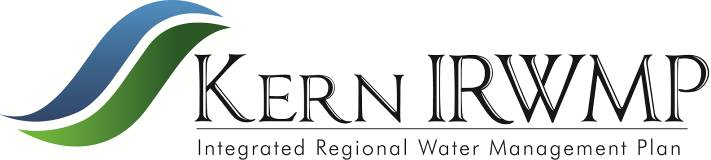 Kern IRWMP
Integrated Regional Water Management Plan